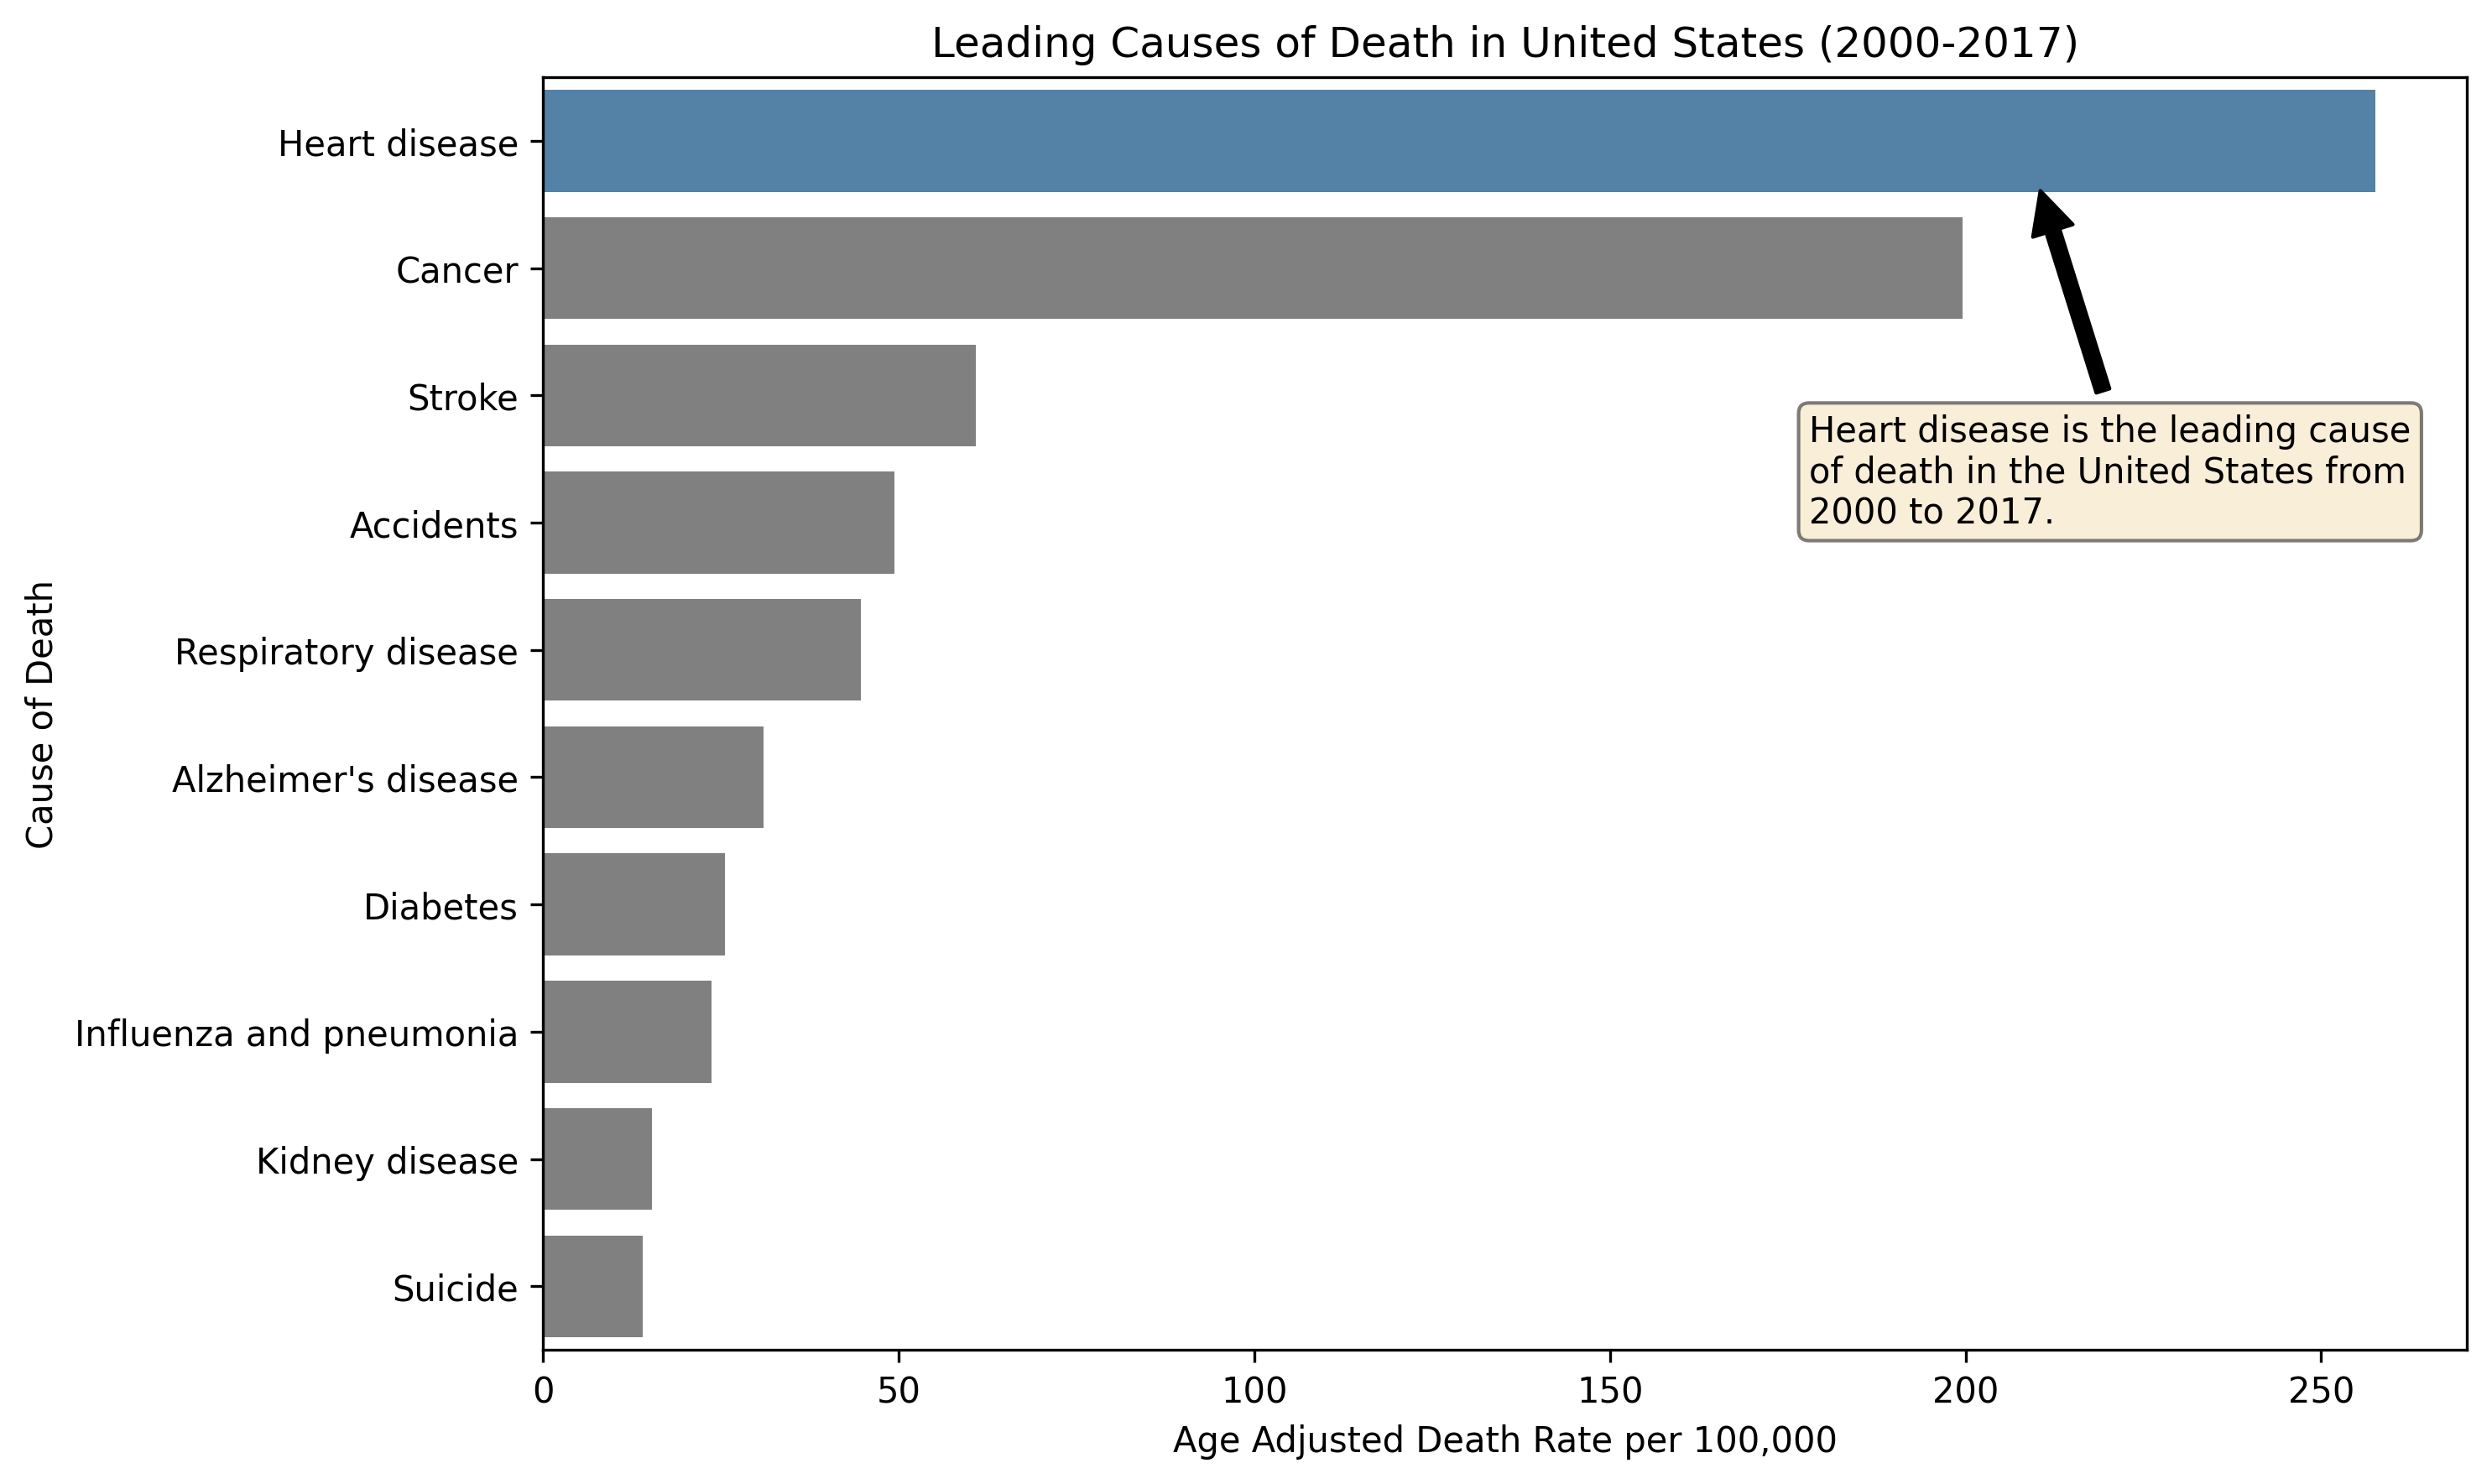 Leading Causes of Death in United States (2000-2017)
Heart disease
Cancer
Stroke
Accidents
Respiratory disease
Alzheimer's disease
Diabetes
Influenza and pneumonia
Kidney disease
Suicide
Cause of Death
Heart disease is the leading cause
of death in the United States from
2000 to 2017.
0 50 100 150 200 250
Age Adjusted Death Rate per 100,000